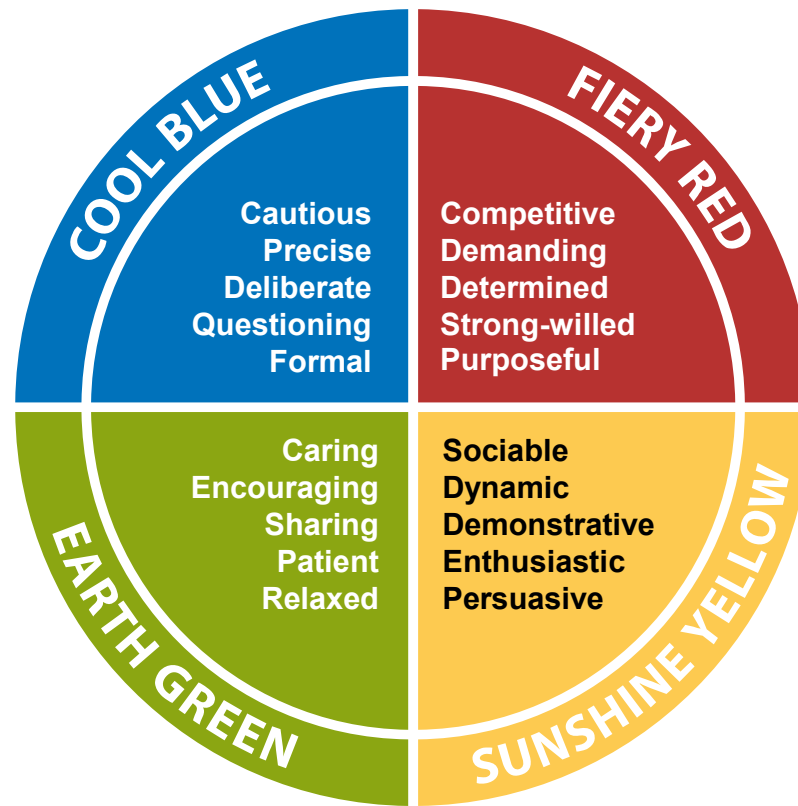 COOL BLUE
Cautious
Precise
Deliberate
Questioning
Formal
FIERY RED
Competitive
Demanding
Determined
Strong-willed
Purposeful
EARTH GREEN
Caring
Encouraging
Sharing
Patient
Relaxed
SUNSHINE YELLOW
Sociable
Dynamic
Demonstrative
Enthusiastic
Persuasive